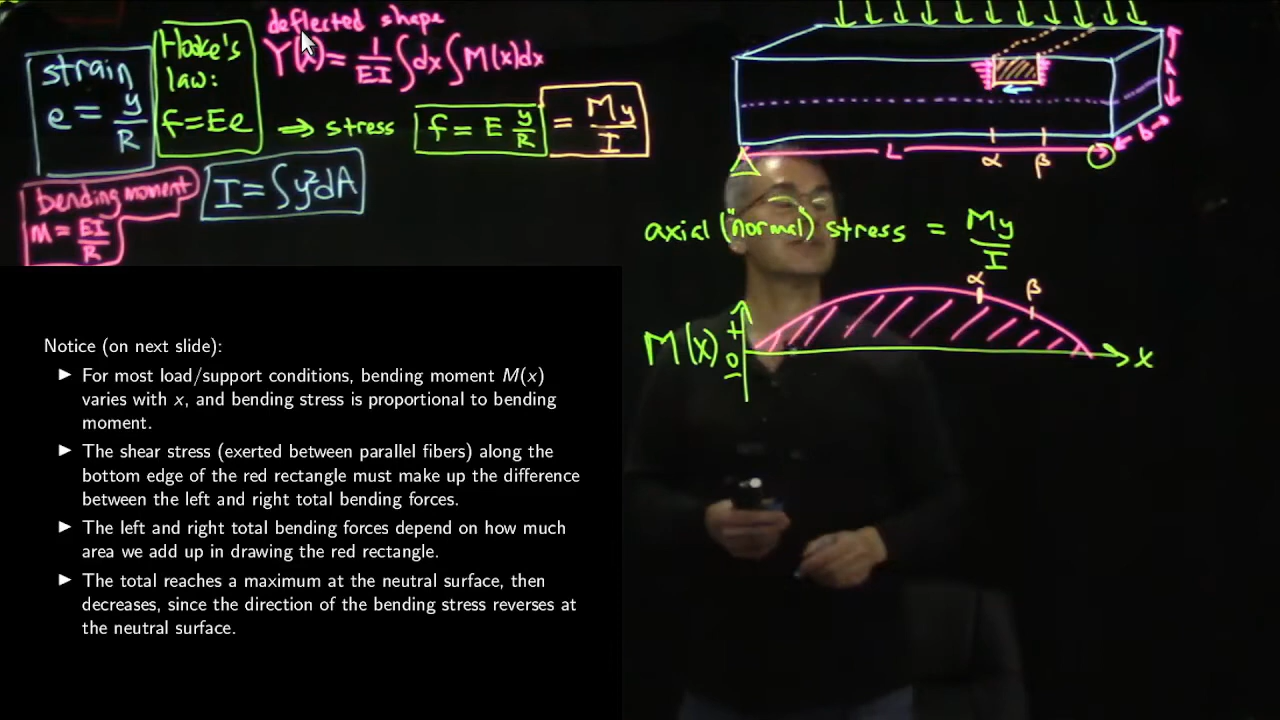 deflected shape
Y(x) = 1/EI ∫dx ∫M(x)dx
strain
e = y/R
Hooke's
law:
f=Ee
⇒ stress f = E y/R = My/I
bending moment
M = EI/R
I = ∫y²dA
Notice (on next slide):
▶ For most load/support conditions, bending moment M(x)
varies with x, and bending stress is proportional to bending
moment.
▶ The shear stress (exerted between parallel fibers) along the
bottom edge of the red rectangle must make up the difference
between the left and right total bending forces.
▶ The left and right total bending forces depend on how much
area we add up in drawing the red rectangle.
▶ The total reaches a maximum at the neutral surface, then
decreases, since the direction of the bending stress reverses at
the neutral surface.
h
b
L
α β
axial ("normal") stress = My/I
α β
M(x) + 0 −
x